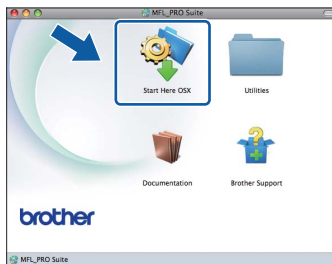 MFL_PRO Suite
Start Here OSX
Utilities
Documentation
Brother Support
brother
MFL_PRO Suite